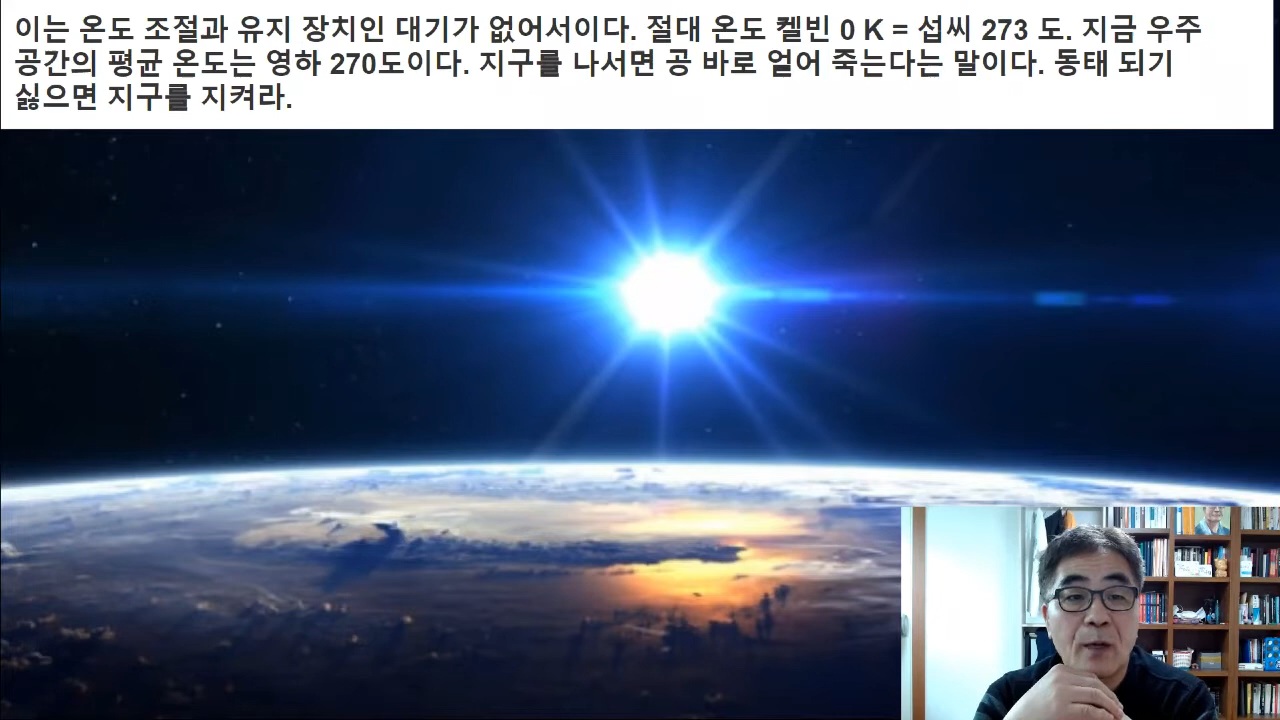 이는 온도 조절과 유지 장치인 대기가 없어서이다. 절대 온도 켈빈 0 K = 섭씨 273 도. 지금 우주
공간의 평균 온도는 영하 270도이다. 지구를 나서면 공 바로 얼어 죽는다는 말이다. 동태 되기
싫으면 지구를 지켜라.